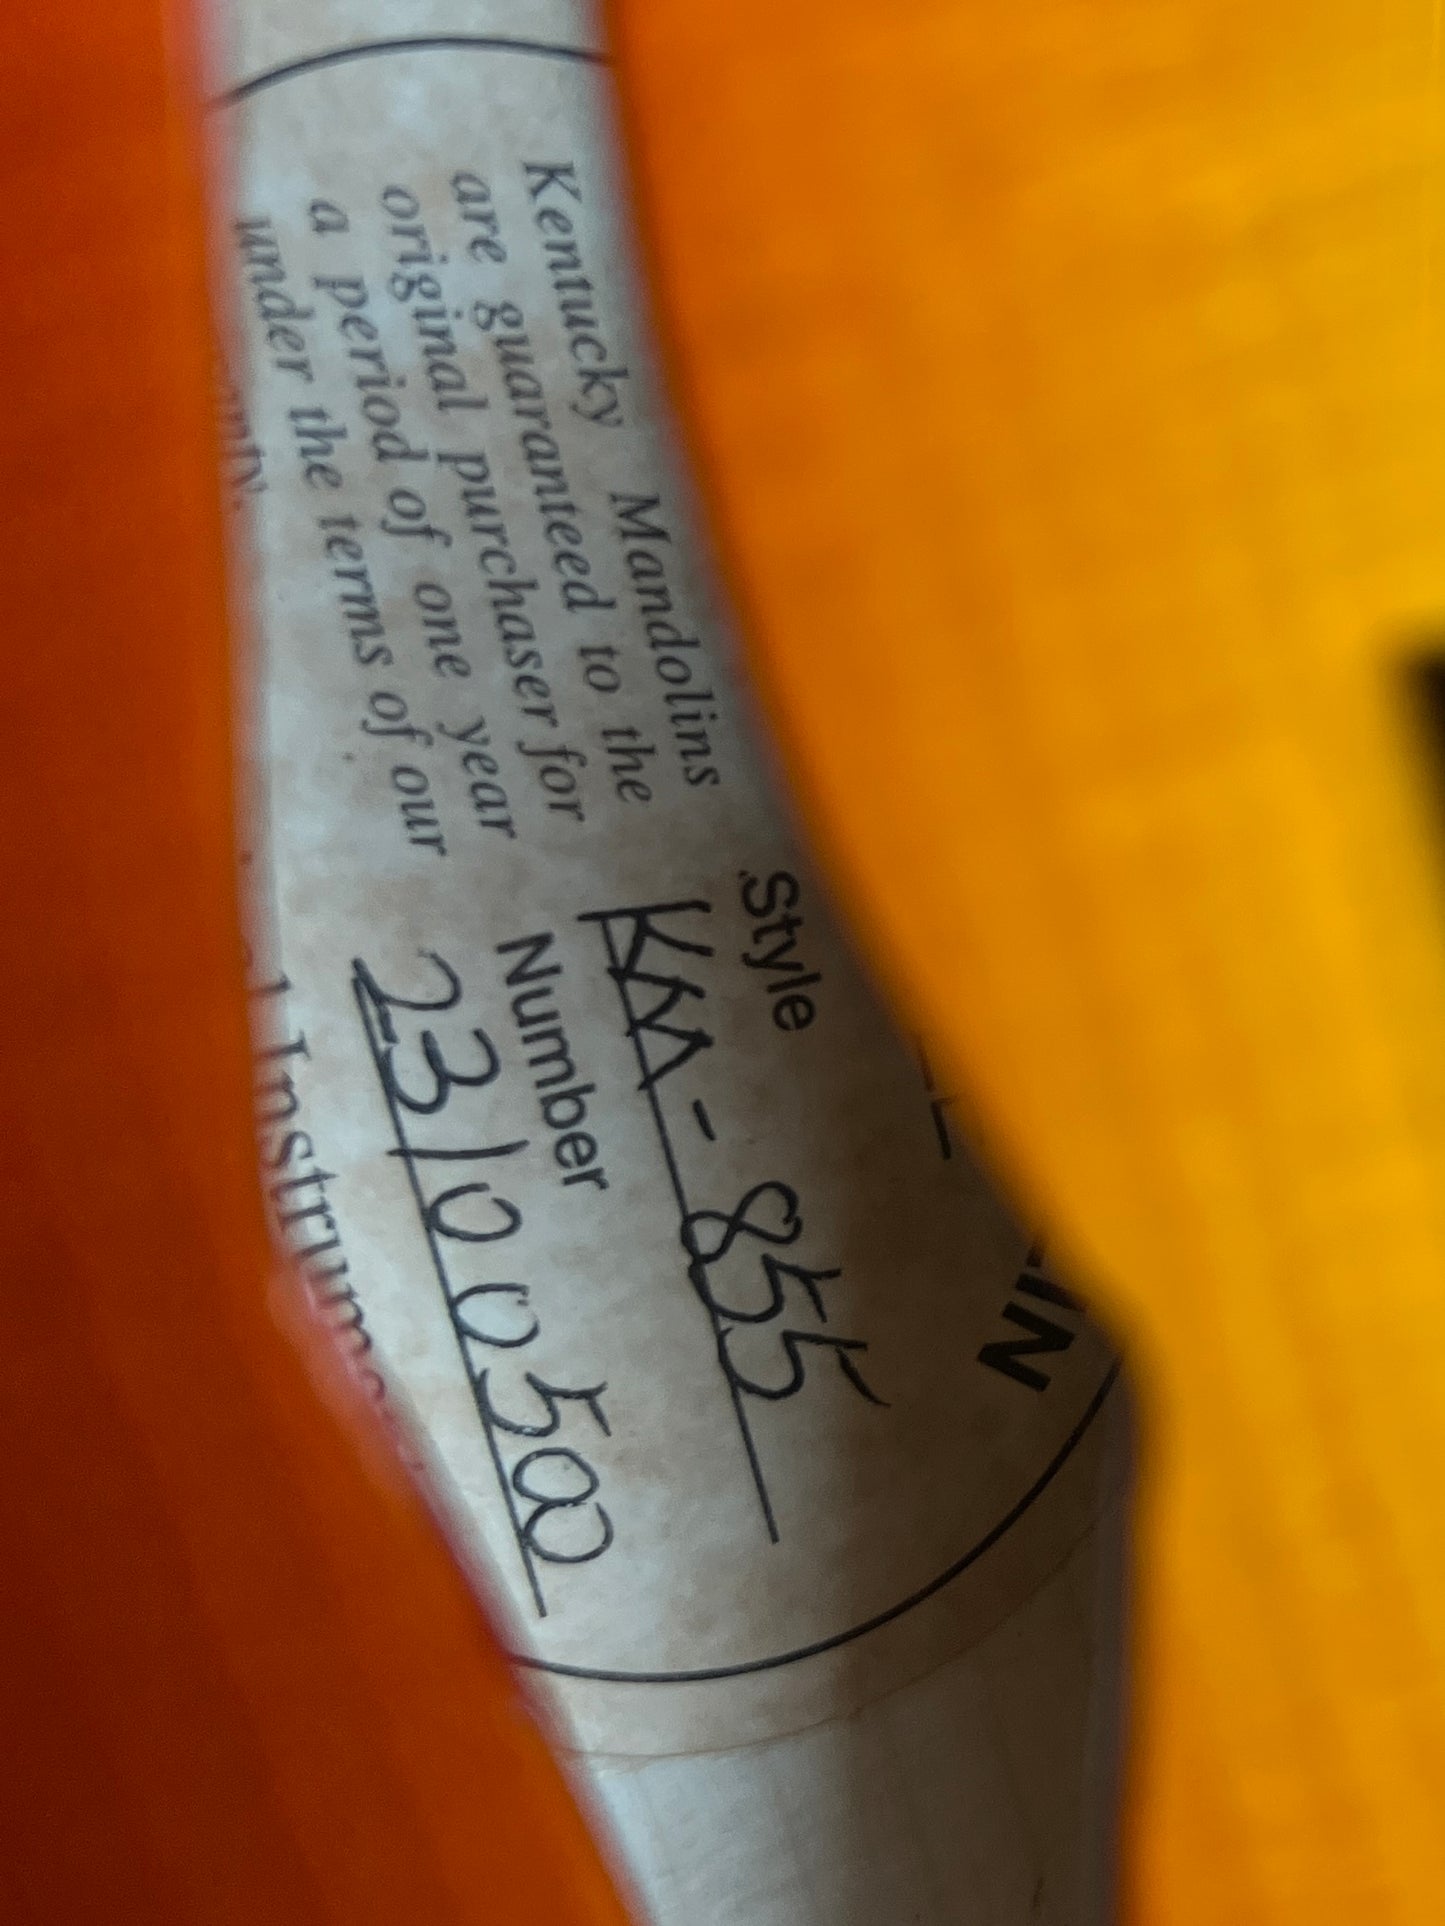 Kentucky Mandolins
are guaranteed to the
original purchaser for
a period of one year
under the terms of our
Style
KM-855
Number
23100500